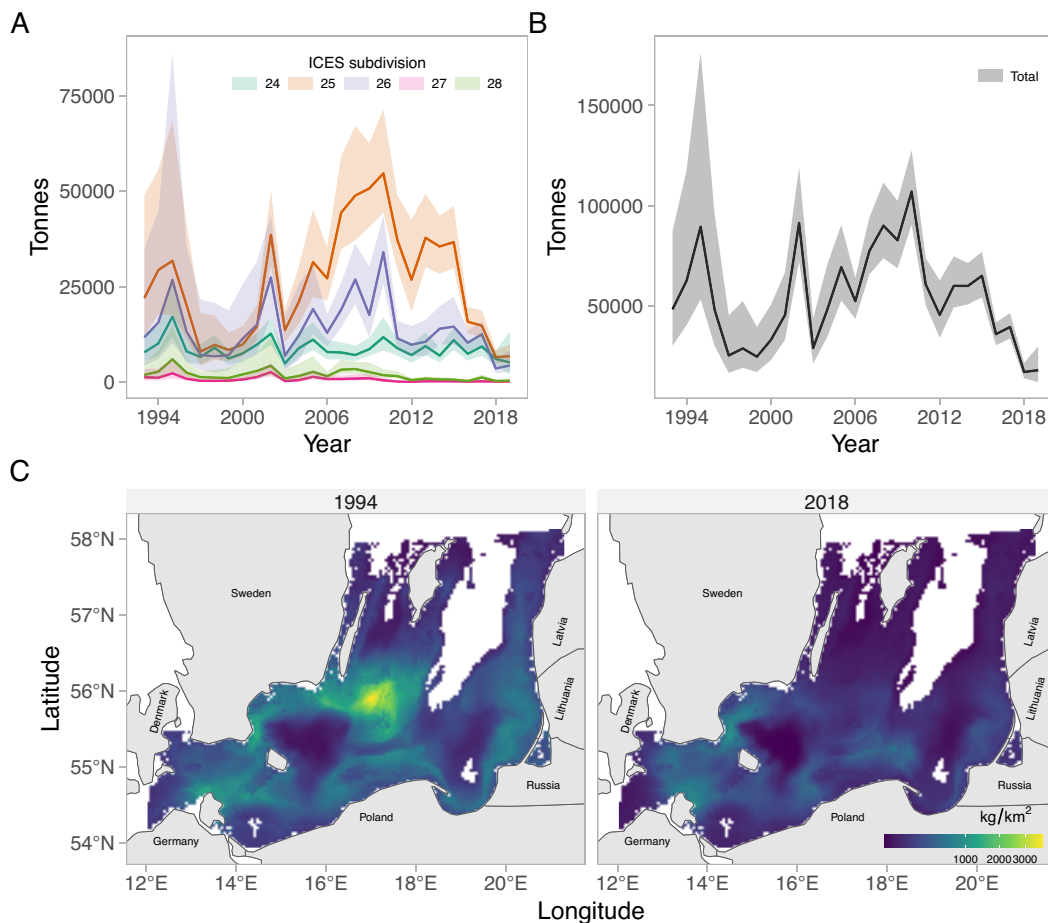 A
ICES subdivision
24 25 26 27 28
75000
50000
25000
0
Tonnes
1994 2000 2006 2012 2018
Year
B
Total
150000
100000
50000
Tonnes
1994 2000 2006 2012 2018
Year
C
1994
2018
58°N
57°N
56°N
55°N
54°N
Latitude
Sweden
Denmark
Latvia
Lithuania
Russia
Poland
Germany
12°E 14°E 16°E 18°E 20°E
Sweden
Denmark
Latvia
Lithuania
Russia
Poland
Germany
kg/km²
1000 2000 3000
12°E 14°E 16°E 18°E 20°E
Longitude